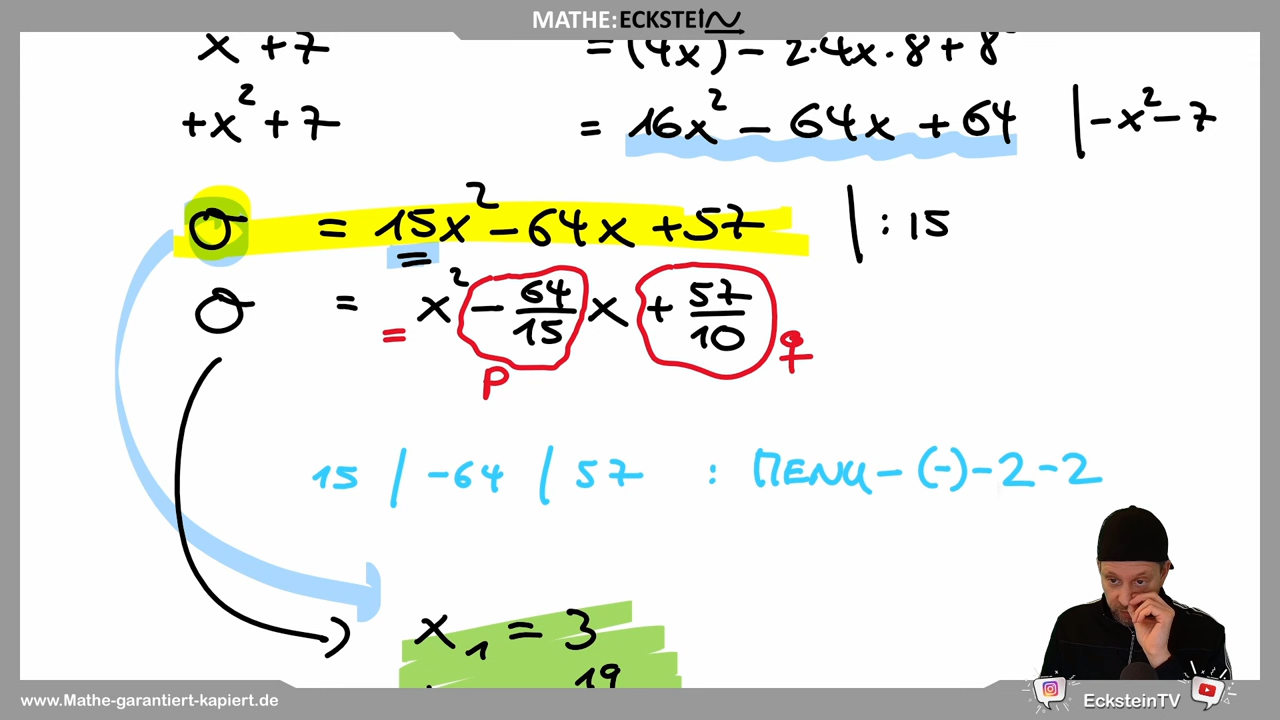 MATHE:ECKSTEIN
x + 7 = (4x) - 2·4x·8 + 8
+x² + 7 = 16x² - 64x + 64 | -x² - 7
0 = 15x² - 64x + 57 | : 15
0 = x² - 64/15 x + 57/10
= p q
15 / -64 / 57 : MENU - (-) - 2 - 2
x₁ = 3
19
www.Mathe-garantiert-kapiert.de
EcksteinTV